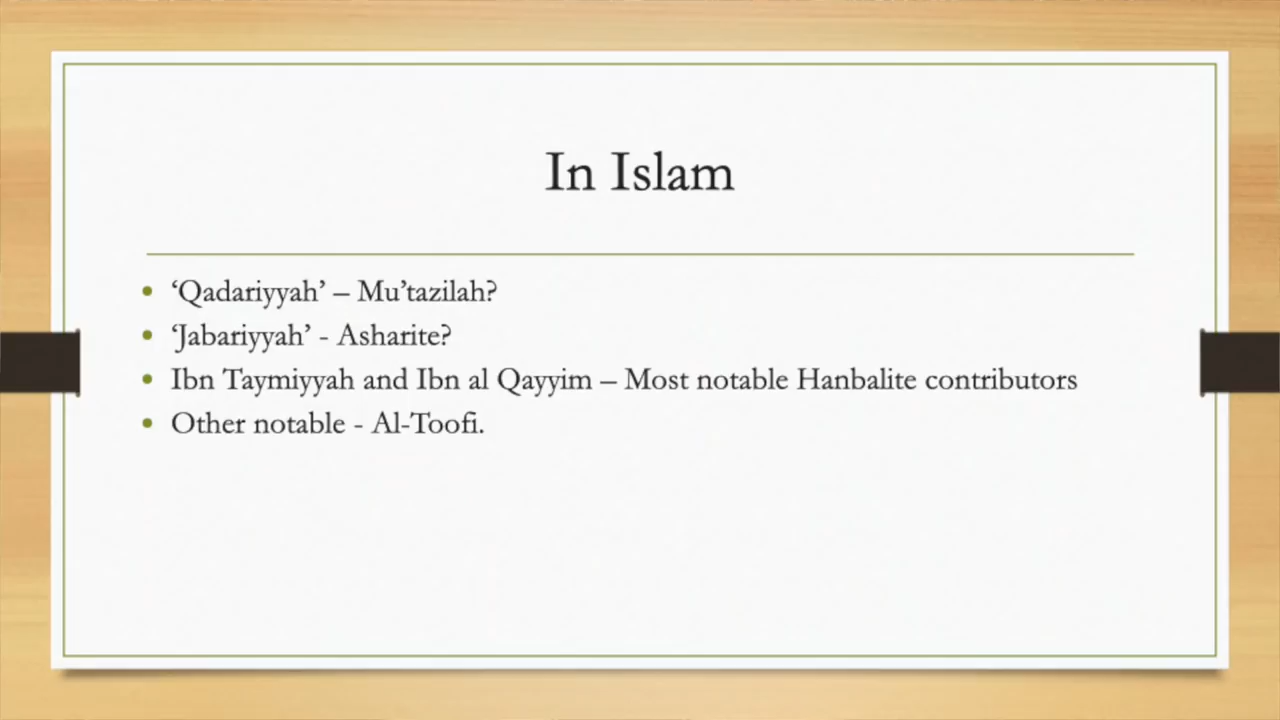 In Islam
‘Qadariyyah’ – Mu’tazilah?
‘Jabariyyah’ - Asharite?
Ibn Taymiyyah and Ibn al Qayyim – Most notable Hanbalite contributors
Other notable - Al-Toofi.